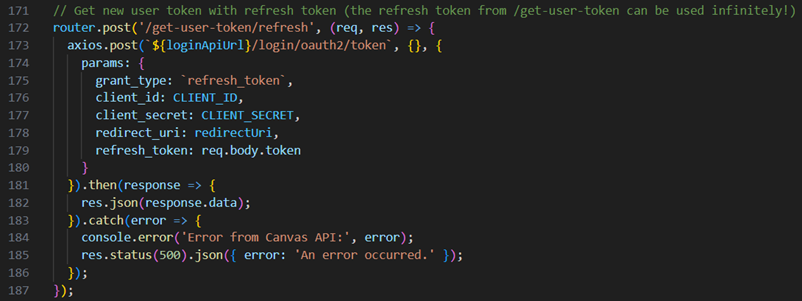 171 // Get new user token with refresh token (the refresh token from /get-user-token can be used infinitely!)
172 router.post('/get-user-token/refresh', (req, res) => {
173   axios.post(`${loginApiUrl}/login/oauth2/token`, {}, {
174     params: {
175       grant_type: `refresh_token`,
176       client_id: CLIENT_ID,
177       client_secret: CLIENT_SECRET,
178       redirect_uri: redirectUri,
179       refresh_token: req.body.token
180     }
181   }).then(response => {
182     res.json(response.data);
183   }).catch(error => {
184     console.error('Error from Canvas API:', error);
185     res.status(500).json({ error: 'An error occurred.' });
186   });
187 });